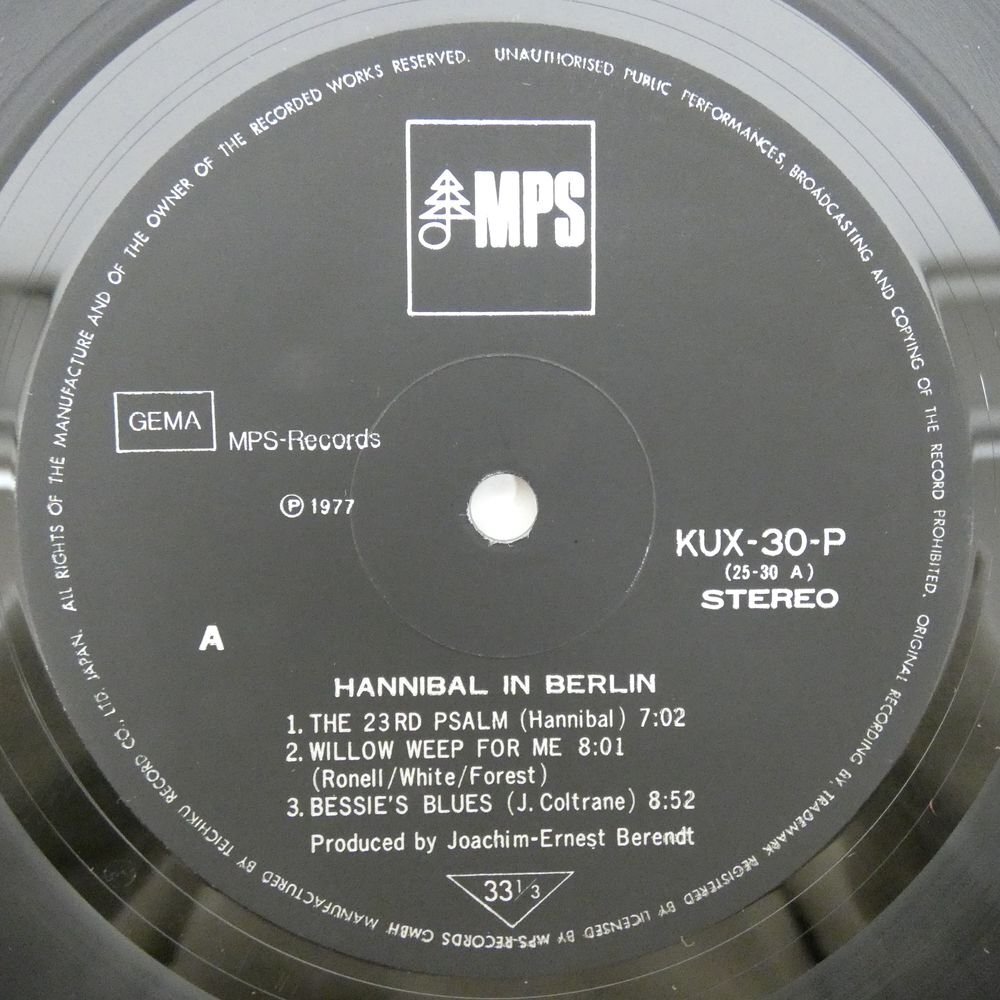 ALL RIGHTS OF THE MANUFACTURE AND OF THE OWNER OF THE RECORDED WORKS RESERVED. UNAUTHORISED PUBLIC PERFORMANCES, BROADCASTING AND COPYING OF THE RECORD PROHIBITED. ORIGINAL RECORDING BY, TRADEMARK REGISTERED BY LICENSED BY MPS-RECORDS GMBH MANUFACTURED BY TEICHIKU RECORD CO., LTD. JAPAN.
MPS
GEMA
MPS-Records
Ⓟ 1977
KUX-30-P
(25-30 A)
STEREO
A
HANNIBAL IN BERLIN
1. THE 23RD PSALM (Hannibal) 7:02
2. WILLOW WEEP FOR ME 8:01
(Ronell/White/Forest)
3. BESSIE'S BLUES (J. Coltrane) 8:52
Produced by Joachim-Ernest Berendt
33 1/3